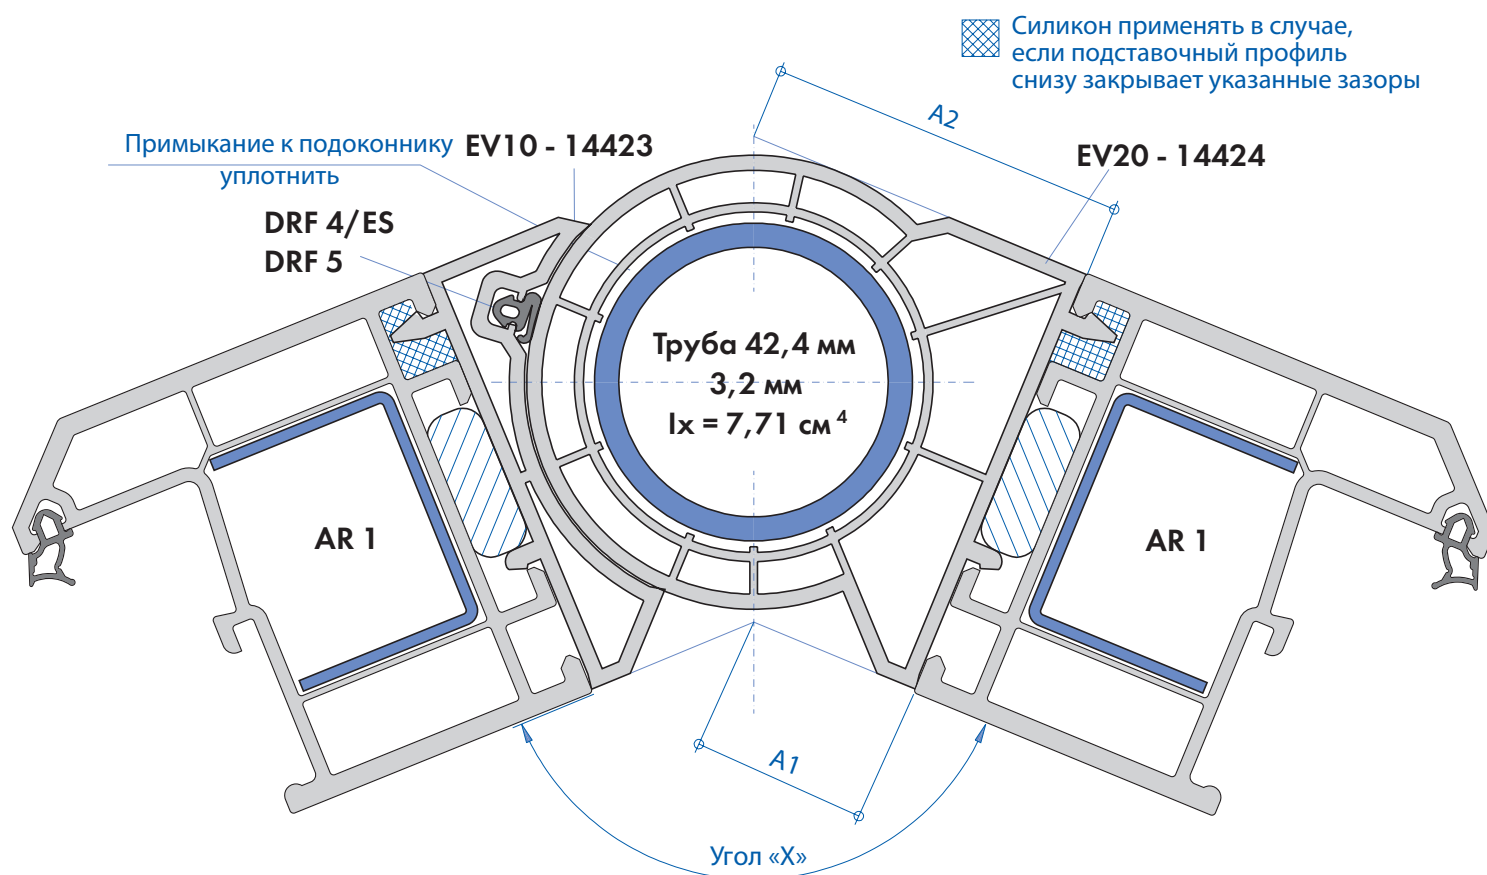 Силикон применять в случае,
если подставочный профиль
снизу закрывает указанные зазоры
A2
Примыкание к подоконнику
уплотнить
EV10 - 14423
EV20 - 14424
DRF 4/ES
DRF 5
Труба 42,4 мм
3,2 мм
Ix = 7,71 см⁴
AR 1
AR 1
A1
Угол «X»